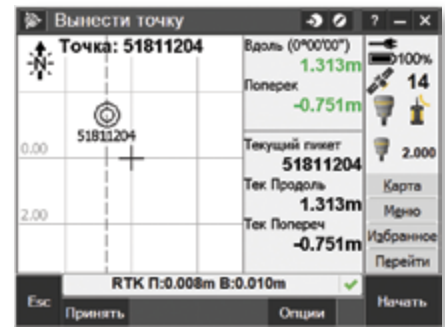 Вынести точку
? – ×
N
Точка: 51811204
51811204
0.00
2.00
Вдоль (0°00'00")
1.313m
Поперек
-0.751m
Текущий пикет
51811204
Тек Продоль
1.313m
Тек Попереч
-0.751m
100%
14
2.000
Карта
Меню
Избранное
Перейти
RTK П:0.008m В:0.010m
Esc
Принять
Опции
Начать